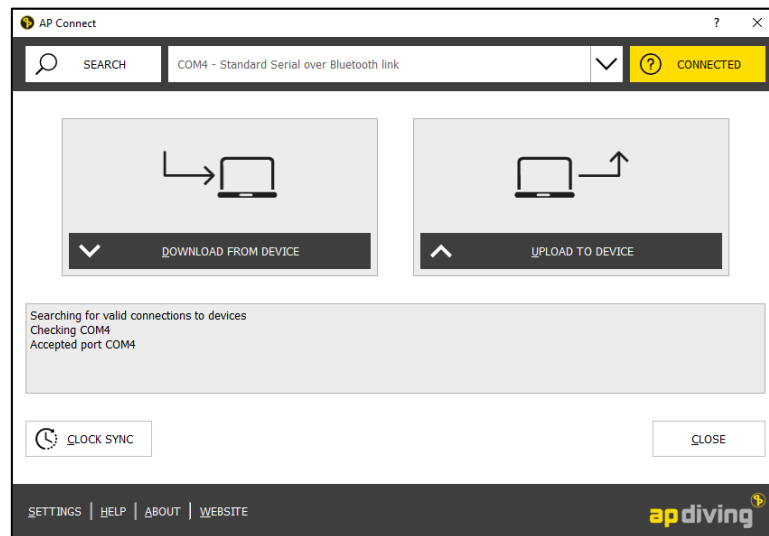 AP Connect
? ×
SEARCH
COM4 - Standard Serial over Bluetooth link
? CONNECTED
DOWNLOAD FROM DEVICE
UPLOAD TO DEVICE
Searching for valid connections to devices
Checking COM4
Accepted port COM4
CLOCK SYNC
CLOSE
SETTINGS | HELP | ABOUT | WEBSITE
apdiving